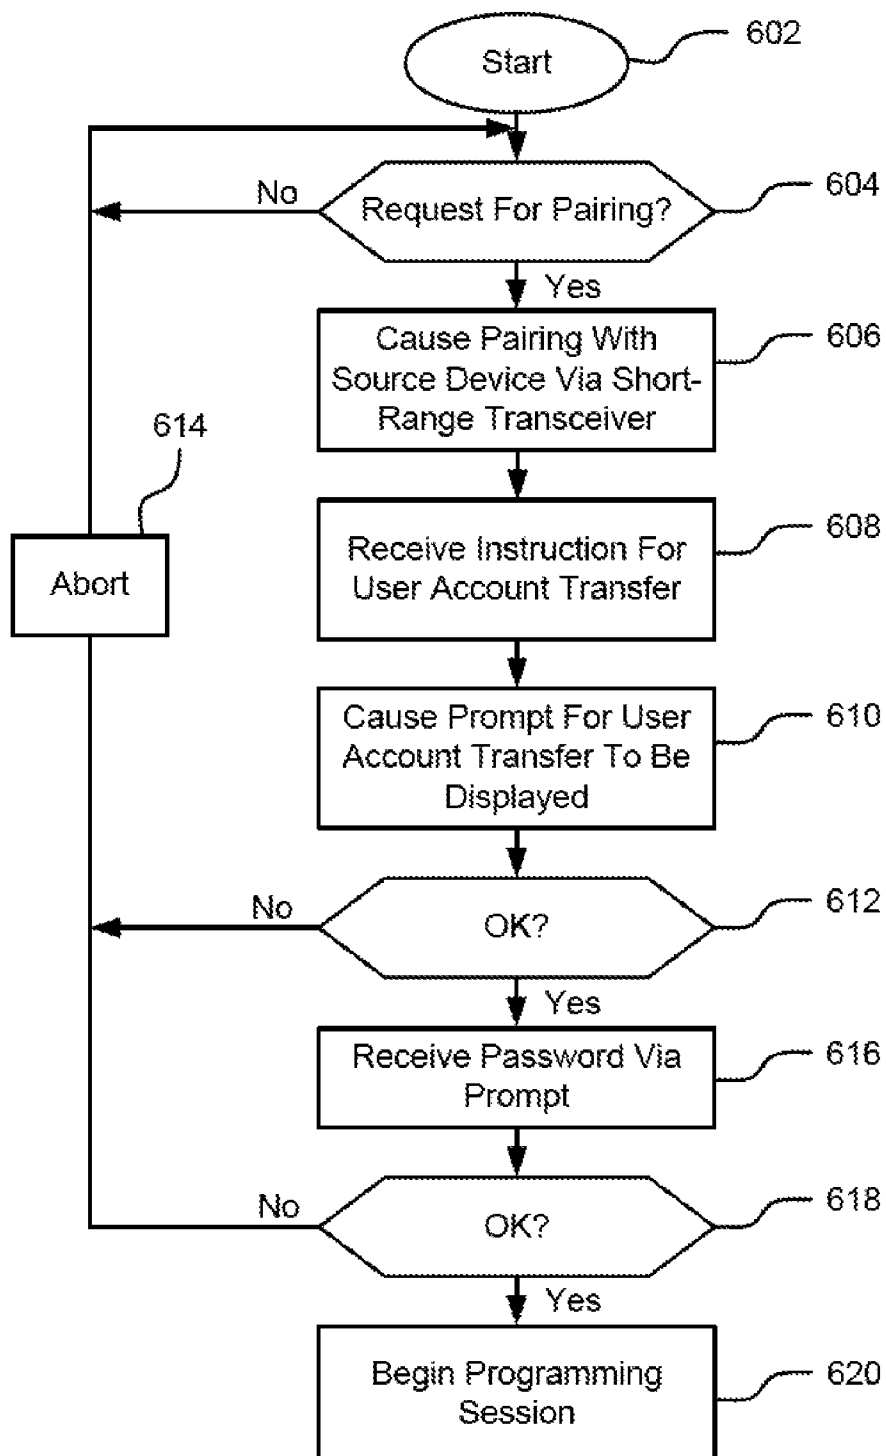 Start
602
No
Request For Pairing?
604
Yes
Cause Pairing With
Source Device Via Short-
Range Transceiver
606
614
Abort
Receive Instruction For
User Account Transfer
608
Cause Prompt For User
Account Transfer To Be
Displayed
610
No
OK?
612
Yes
Receive Password Via
Prompt
616
No
OK?
618
Yes
Begin Programming
Session
620